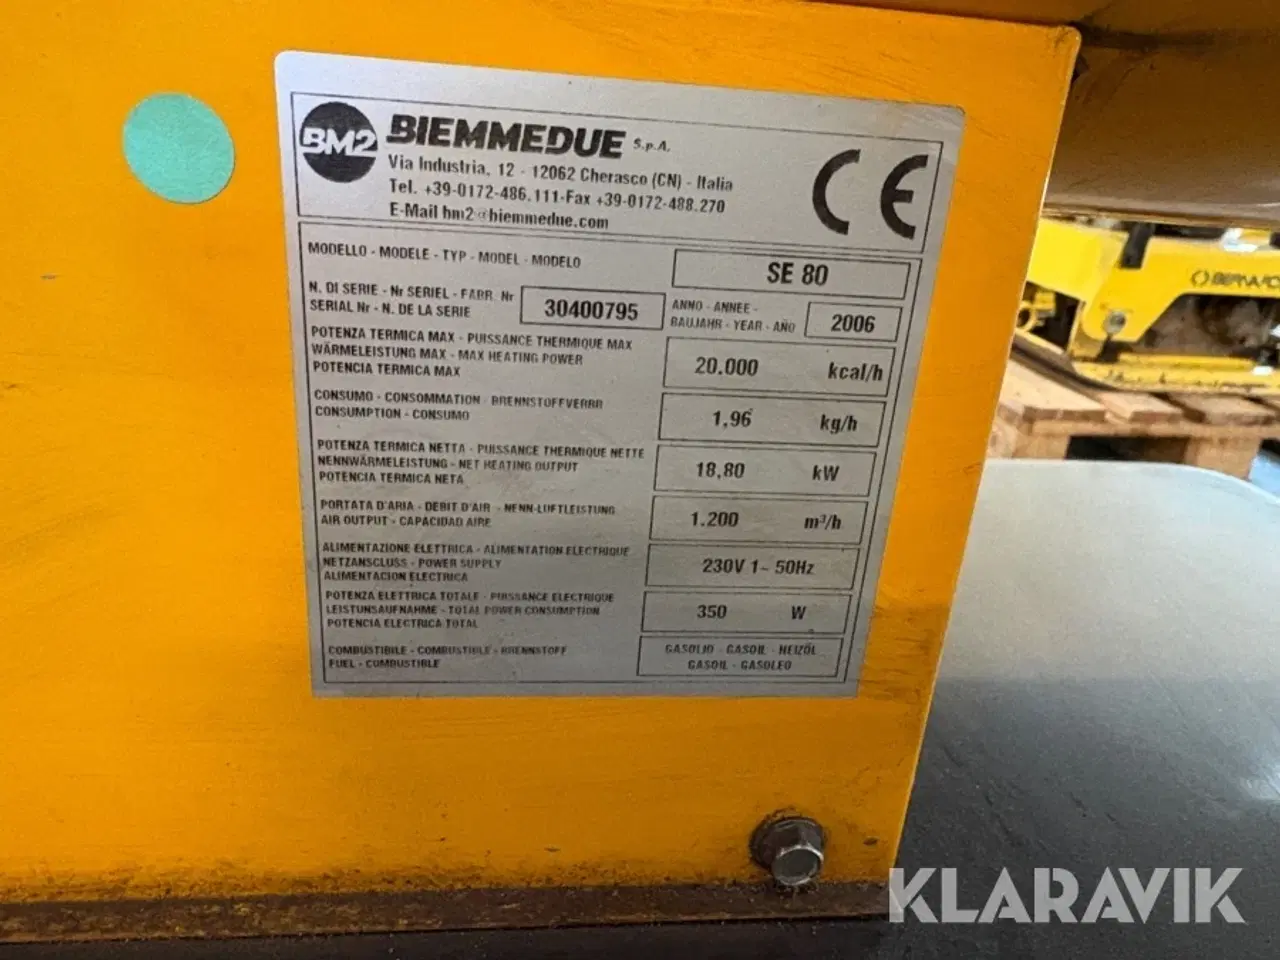 BM2 BIEMMEDUE S.p.A.
Via Industria, 12 - 12062 Cherasco (CN) - Italia
Tel. +39-0172-486.111-Fax +39-0172-488.270
E-Mail bm2@biemmedue.com
CE
MODELLO - MODELE - TYP - MODEL - MODELO
SE 80
N. DI SERIE - Nr SERIEL - FABR. Nr
SERIAL Nr - N. DE LA SERIE
30400795
ANNO - ANNEE -
BAUJAHR - YEAR - AÑO
2006
POTENZA TERMICA MAX - PUISSANCE THERMIQUE MAX
WÄRMELEISTUNG MAX - MAX HEATING POWER
POTENCIA TERMICA MAX
20.000 kcal/h
CONSUMO - CONSOMMATION - BRENNSTOFFVERBR
CONSUMPTION - CONSUMO
1,96 kg/h
POTENZA TERMICA NETTA - PUISSANCE THERMIQUE NETTE
NENNWÄRMELEISTUNG - NET HEATING OUTPUT
POTENCIA TERMICA NETA
18,80 kW
PORTATA D'ARIA - DEBIT D'AIR - NENN-LUFTLEISTUNG
AIR OUTPUT - CAPACIDAD AIRE
1.200 m³/h
ALIMENTAZIONE ELETTRICA - ALIMENTATION ELECTRIQUE
NETZANSCLUSS - POWER SUPPLY
ALIMENTACION ELECTRICA
230V 1~ 50Hz
POTENZA ELETTRICA TOTALE - PUISSANCE ELECTRIQUE
LEISTUNSAUFNAHME - TOTAL POWER CONSUMPTION
POTENCIA ELECTRICA TOTAL
350 W
COMBUSTIBILE - COMBUSTIBLE - BRENNSTOFF
FUEL - COMBUSTIBLE
GASOLIO - GASOIL - HEIZÖL
GASOIL - GASOLEO
KLARAVIK